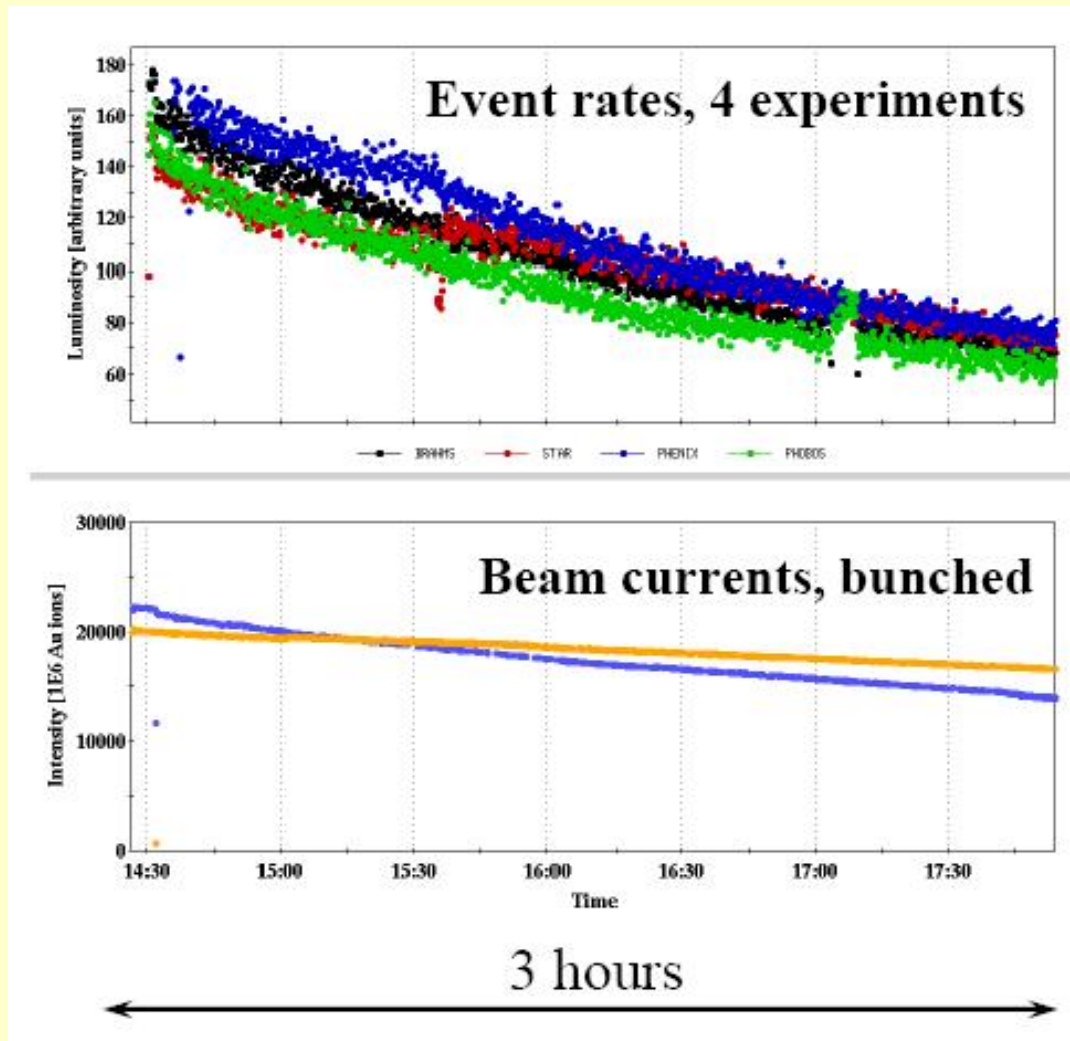 Event rates, 4 experiments
Luminosity [arbitrary units]
180
160
140
120
100
80
60
BRAHMS STAR PHENIX PHOBOS
Beam currents, bunched
Intensity [1E6 Au ions]
30000
20000
10000
0
14:30 15:00 15:30 16:00 16:30 17:00 17:30
Time
3 hours